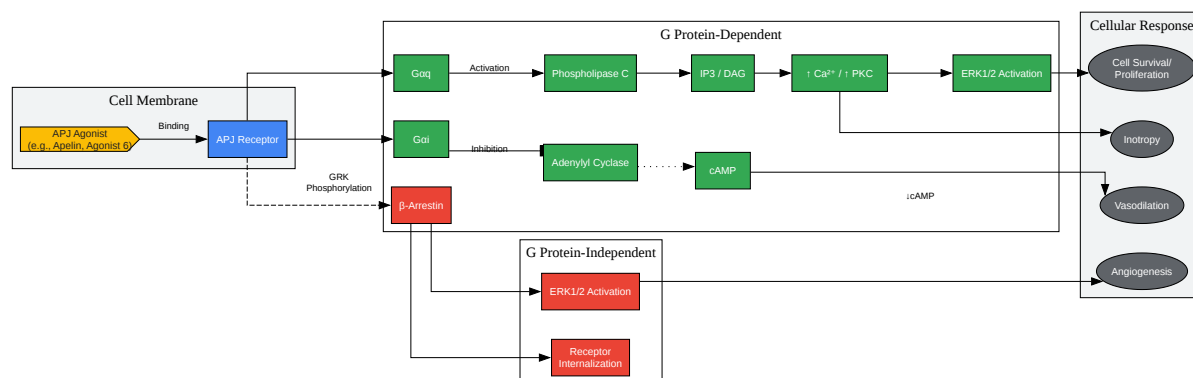 Cellular Response
G Protein-Dependent
Cell Survival/
Proliferation
Gαq
Activation
Phospholipase C
IP3 / DAG
↑ Ca²⁺ / ↑ PKC
ERK1/2 Activation
Cell Membrane
APJ Agonist
(e.g., Apelin, Agonist 6)
Binding
APJ Receptor
Gαi
Inhibition
Adenylyl Cyclase
cAMP
Inotropy
GRK
Phosphorylation
β-Arrestin
↓cAMP
Vasodilation
G Protein-Independent
ERK1/2 Activation
Angiogenesis
Receptor
Internalization